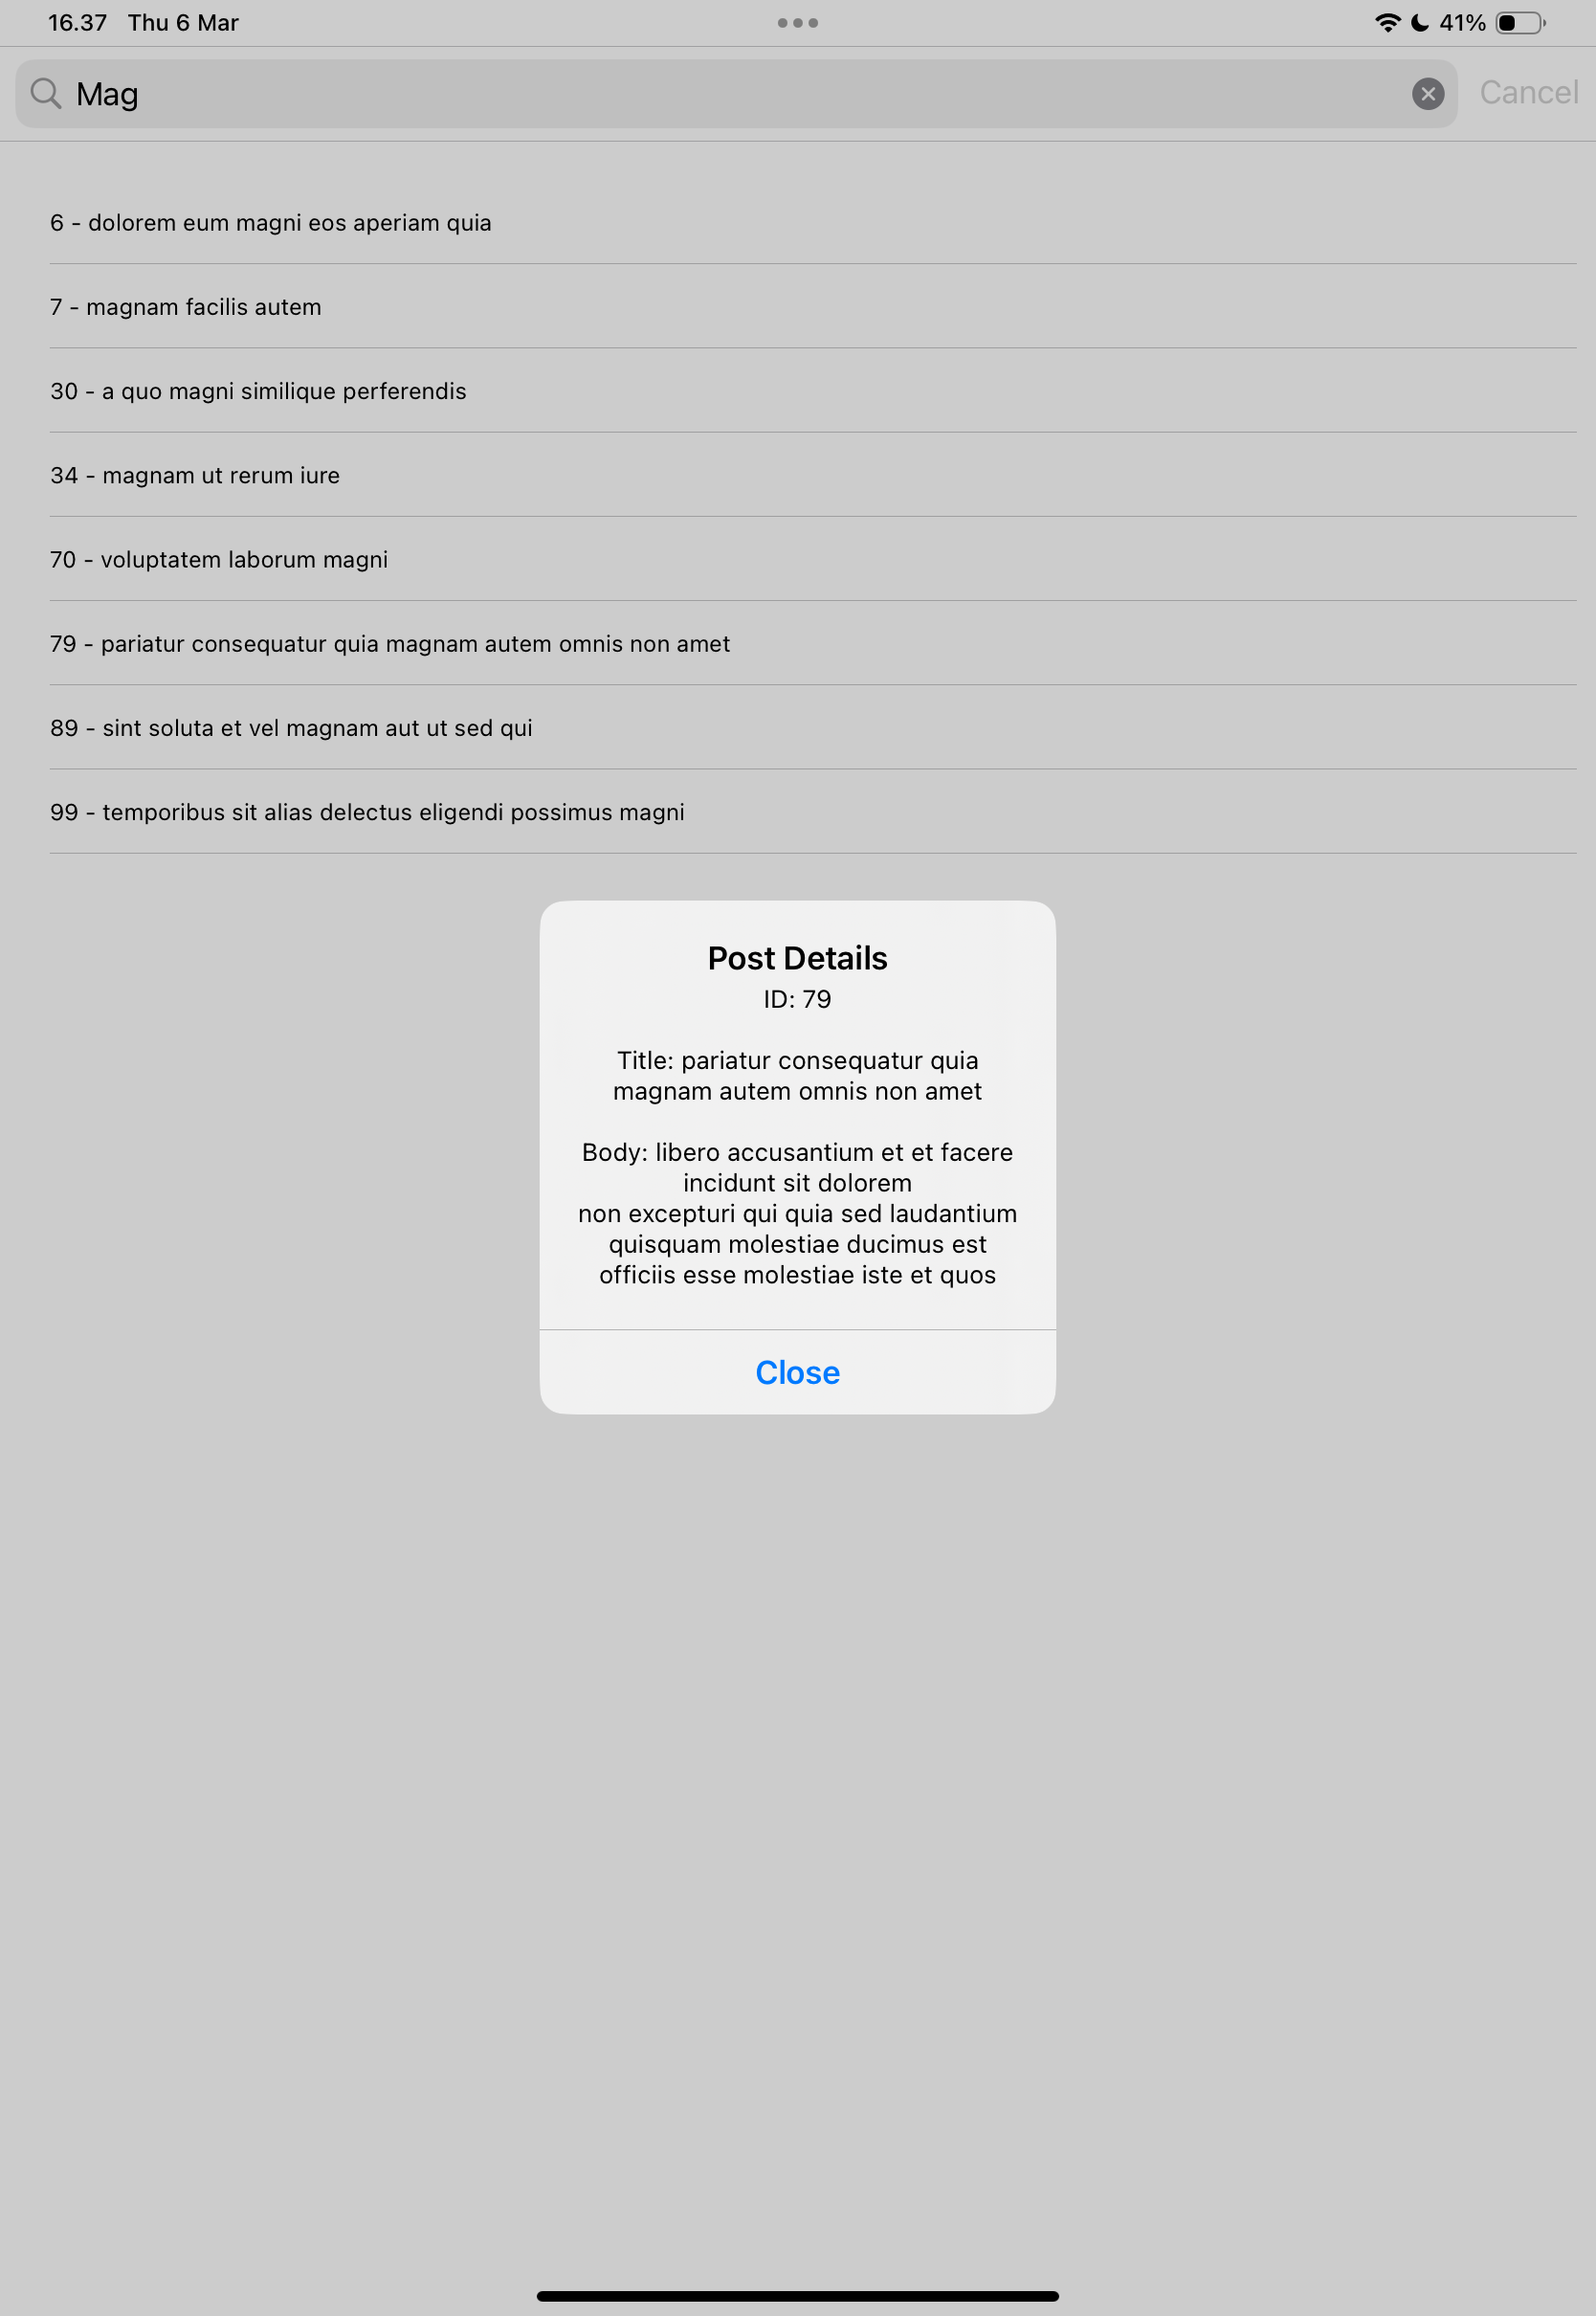 16.37 Thu 6 Mar
41%
Mag
Cancel
6 - dolorem eum magni eos aperiam quia
7 - magnam facilis autem
30 - a quo magni similique perferendis
34 - magnam ut rerum iure
70 - voluptatem laborum magni
79 - pariatur consequatur quia magnam autem omnis non amet
89 - sint soluta et vel magnam aut ut sed qui
99 - temporibus sit alias delectus eligendi possimus magni
Post Details
ID: 79
Title: pariatur consequatur quia
magnam autem omnis non amet
Body: libero accusantium et et facere
incidunt sit dolorem
non excepturi qui quia sed laudantium
quisquam molestiae ducimus est
officiis esse molestiae iste et quos
Close